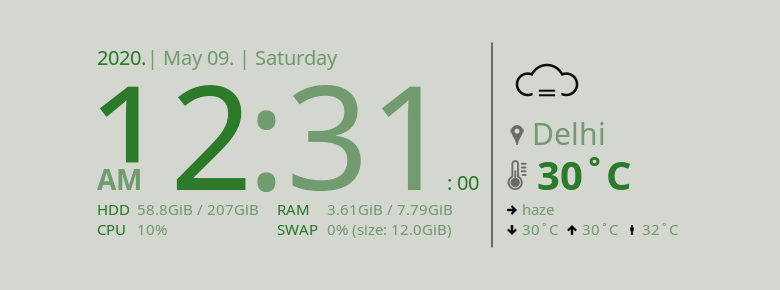 2020. | May 09. | Saturday
12:31 :00
AM
HDD 58.8GiB / 207GiB RAM 3.61GiB / 7.79GiB
CPU 10% SWAP 0% (size: 12.0GiB)
Delhi
30°C
haze
30°C 30°C 32°C